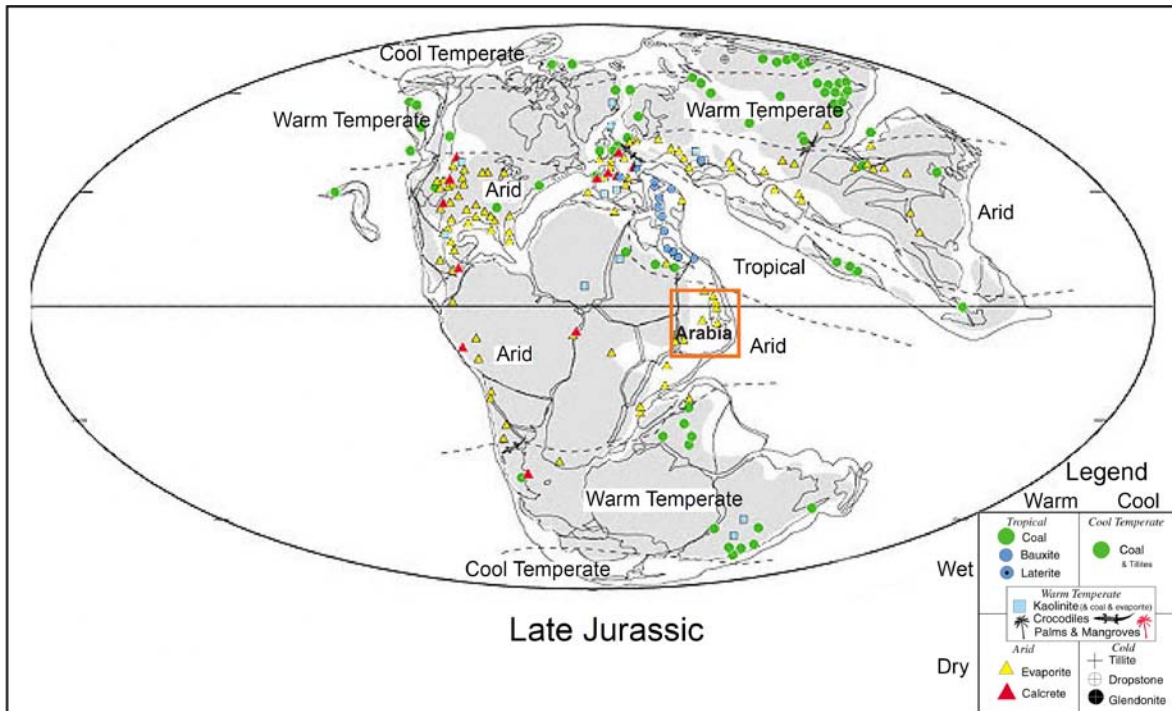 Cool Temperate
Warm Temperate
Warm Temperate
Arid
Arid
Tropical
Arabia
Arid
Arid
Warm Temperate
Cool Temperate
Late Jurassic
Legend
Warm Cool
Wet
Dry
Tropical
Coal
Bauxite
Laterite
Cool Temperate
Coal
& Tillites
Warm Temperate
Kaolinite (& coal & evaporite)
Crocodiles
Palms & Mangroves
Arid
Evaporite
Calcrete
Cold
Tillite
Dropstone
Glendonite